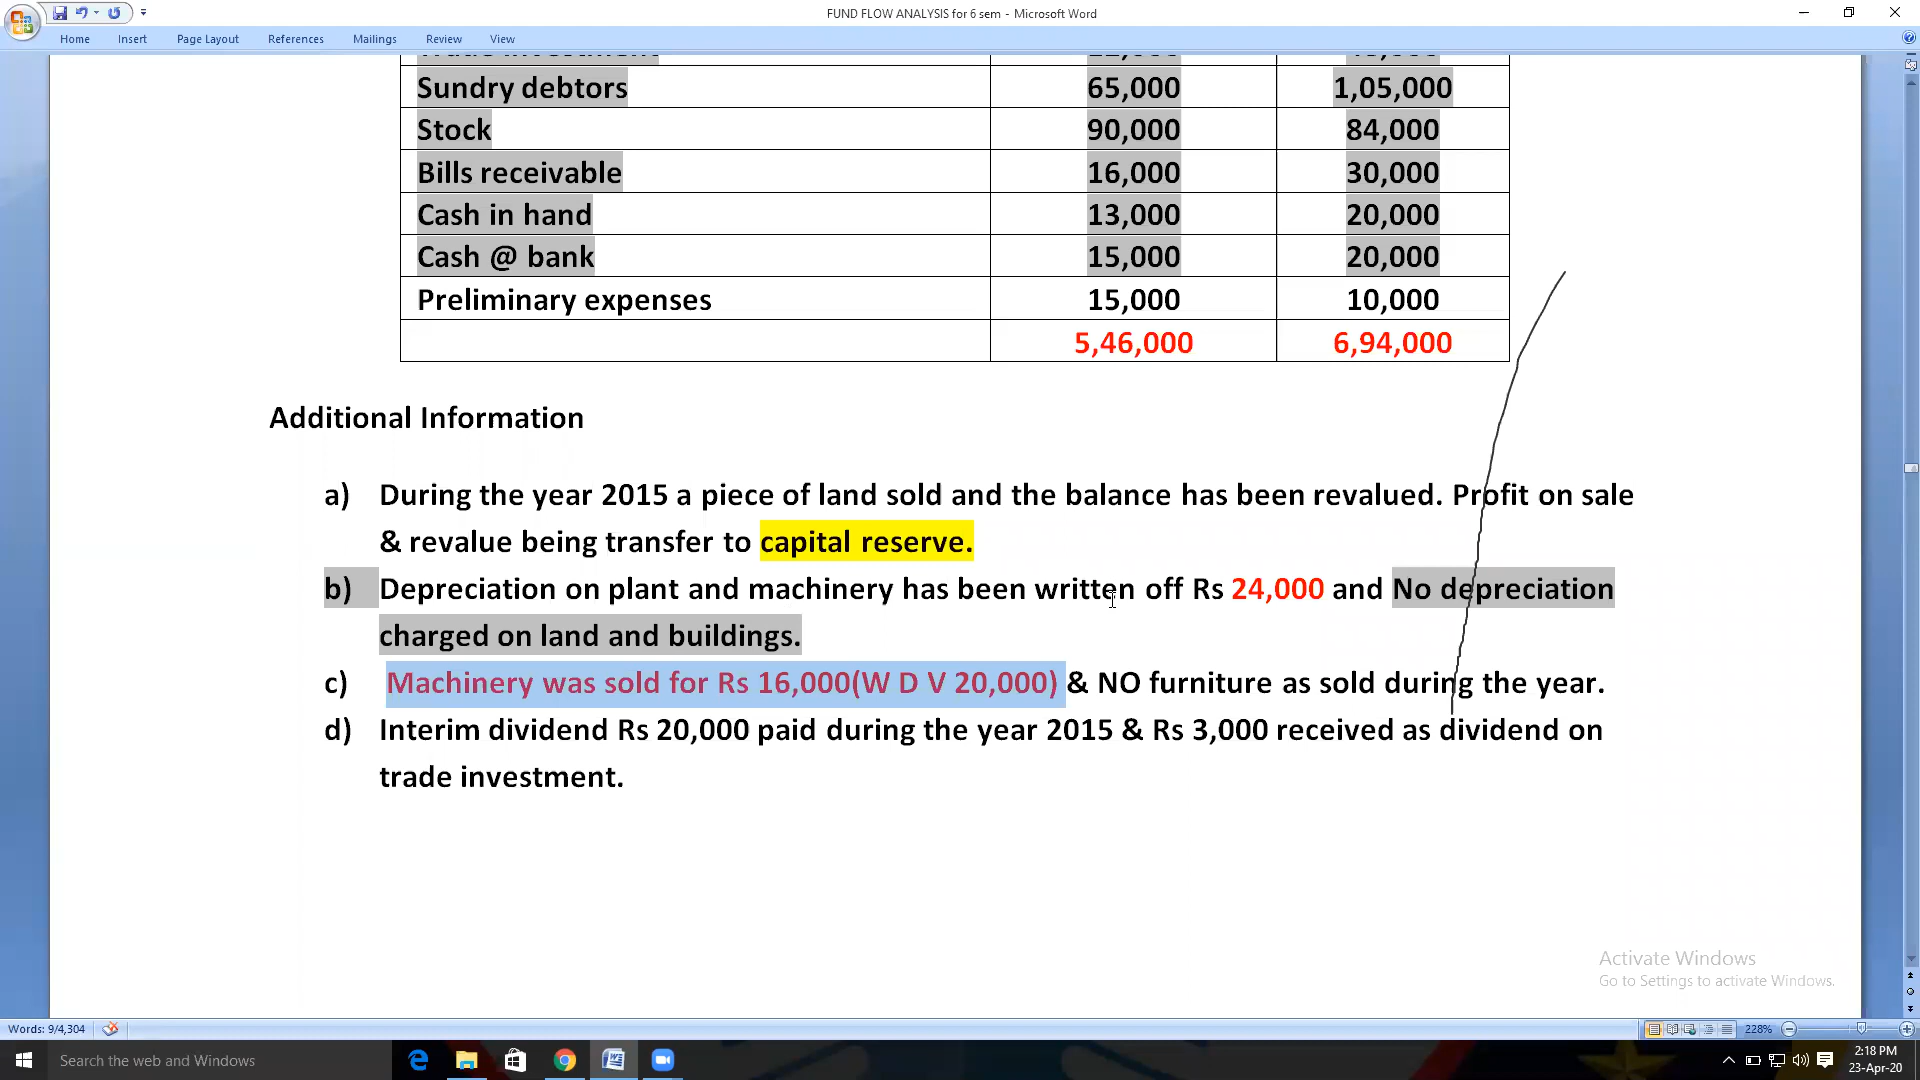 FUND FLOW ANALYSIS for 6 sem - Microsoft Word
Home Insert Page Layout References Mailings Review View
Sundry debtors 65,000 1,05,000
Stock 90,000 84,000
Bills receivable 16,000 30,000
Cash in hand 13,000 20,000
Cash @ bank 15,000 20,000
Preliminary expenses 15,000 10,000
5,46,000 6,94,000
Additional Information
a) During the year 2015 a piece of land sold and the balance has been revalued. Profit on sale
& revalue being transfer to capital reserve.
b) Depreciation on plant and machinery has been written off Rs 24,000 and No depreciation
charged on land and buildings.
c) Machinery was sold for Rs 16,000(W D V 20,000) & NO furniture as sold during the year.
d) Interim dividend Rs 20,000 paid during the year 2015 & Rs 3,000 received as dividend on
trade investment.
Activate Windows
Go to Settings to activate Windows.
Words: 9/4,304 228%
Search the web and Windows
2:18 PM
23-Apr-20